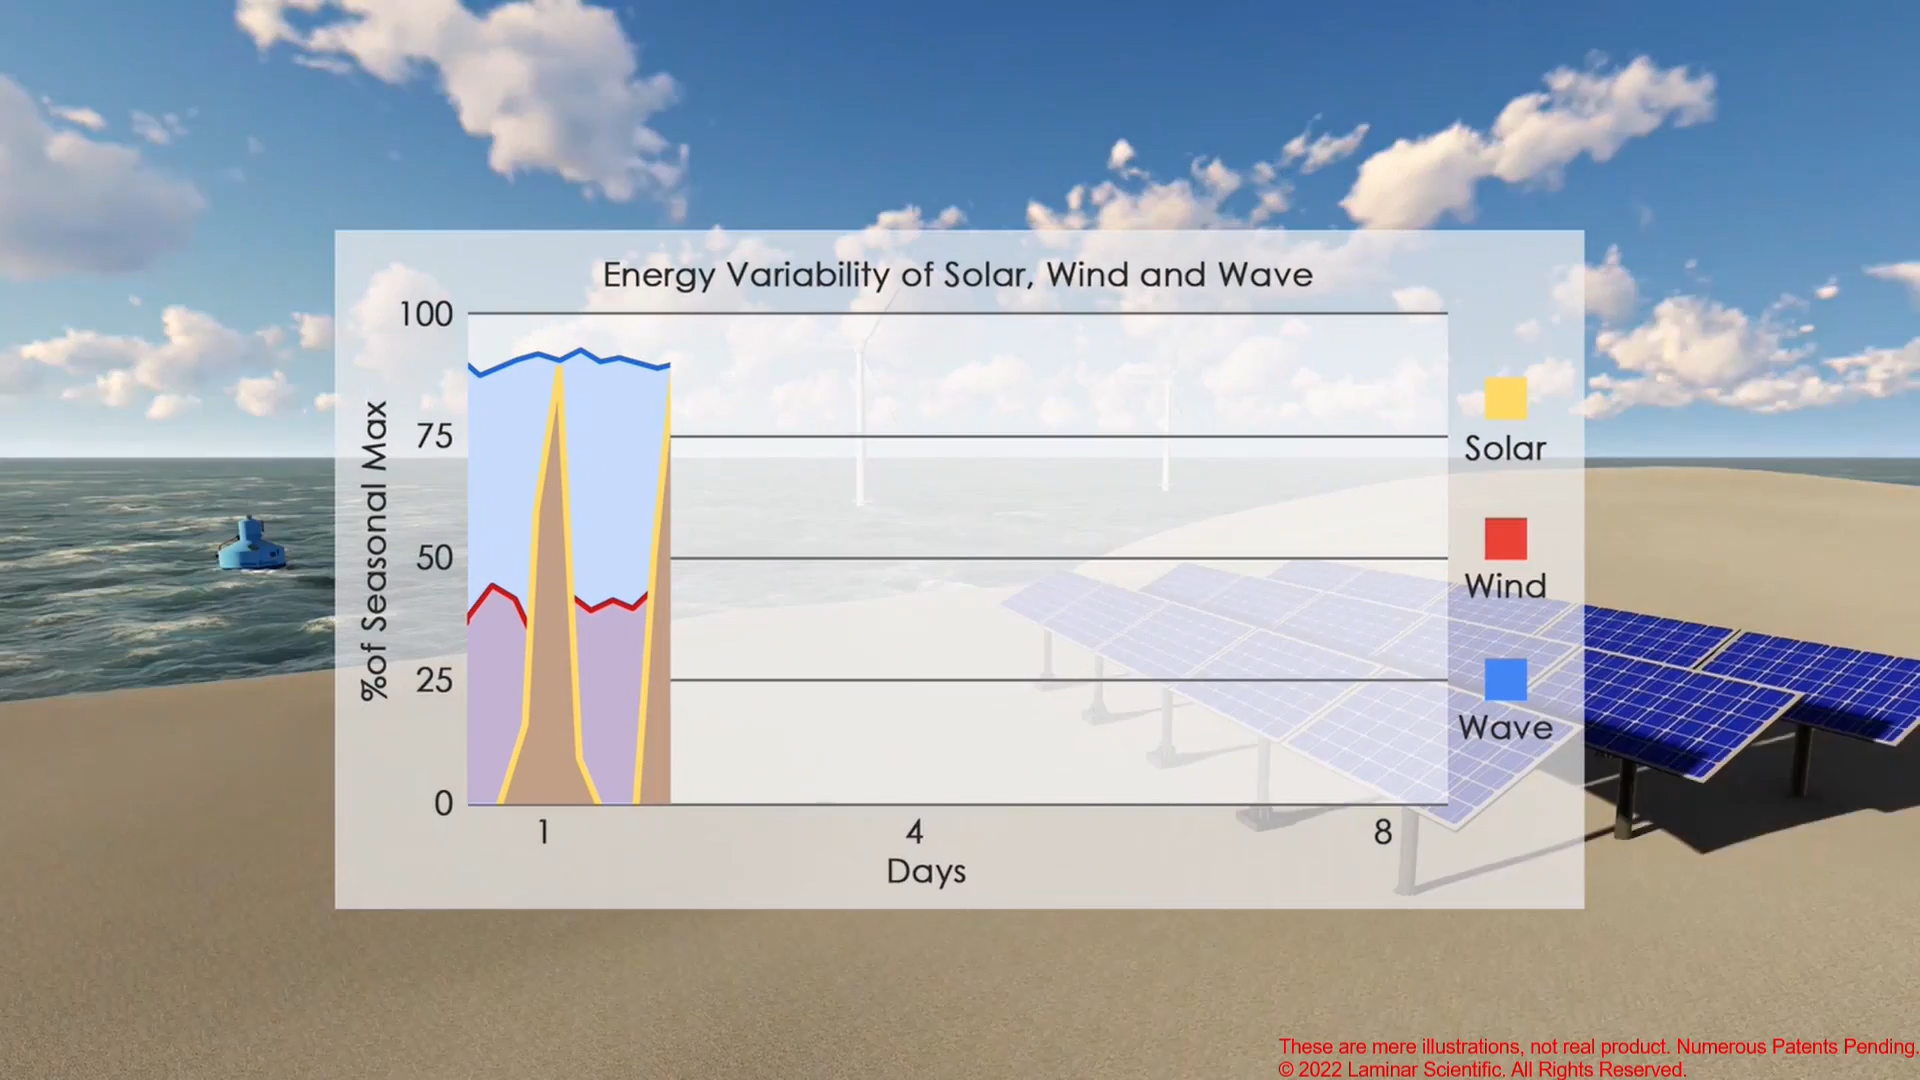 Energy Variability of Solar, Wind and Wave
100
75
50
25
0
%of Seasonal Max
1
4
8
Days
Solar
Wind
Wave
These are mere illustrations, not real product. Numerous Patents Pending.
© 2022 Laminar Scientific. All Rights Reserved.